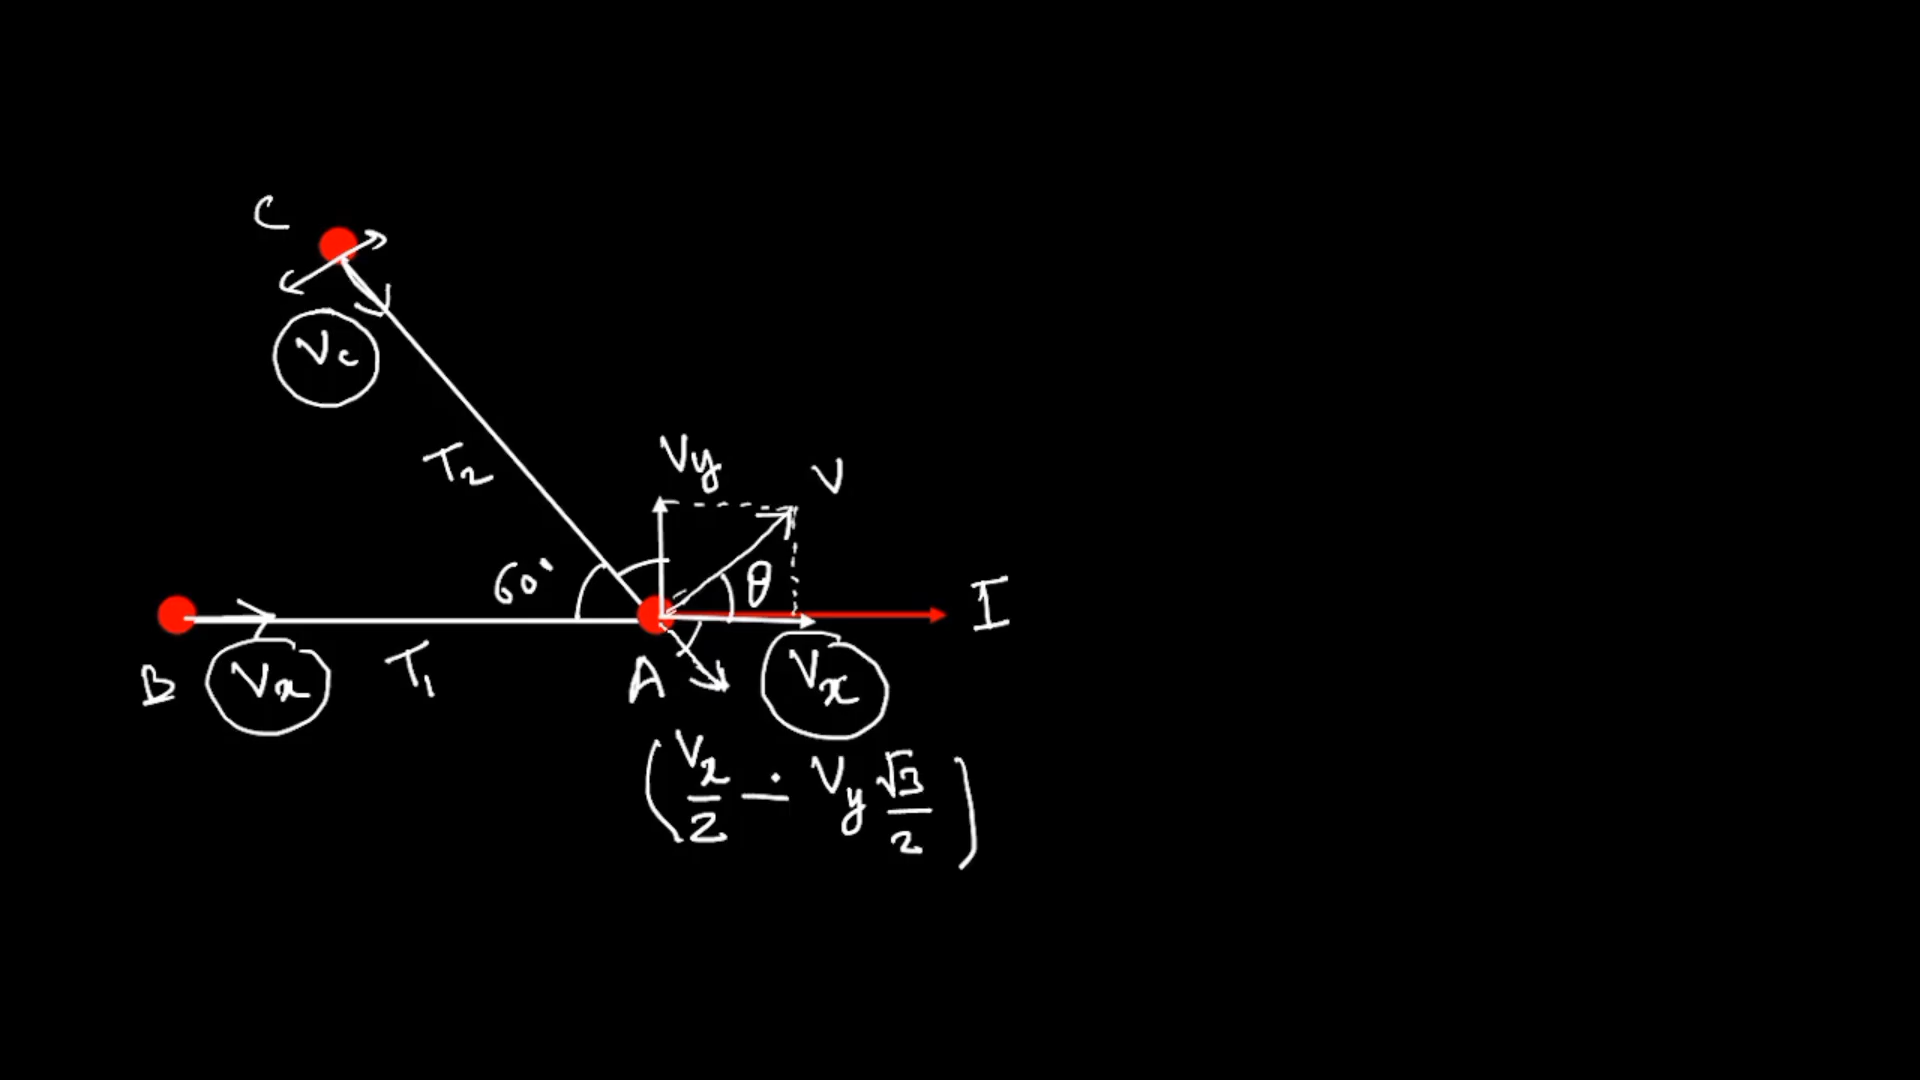 C
Vc
T₂
Vy
V
60°
θ
I
B
Vx
T₁
A
Vx
(Vx/2 - Vy √3/2)